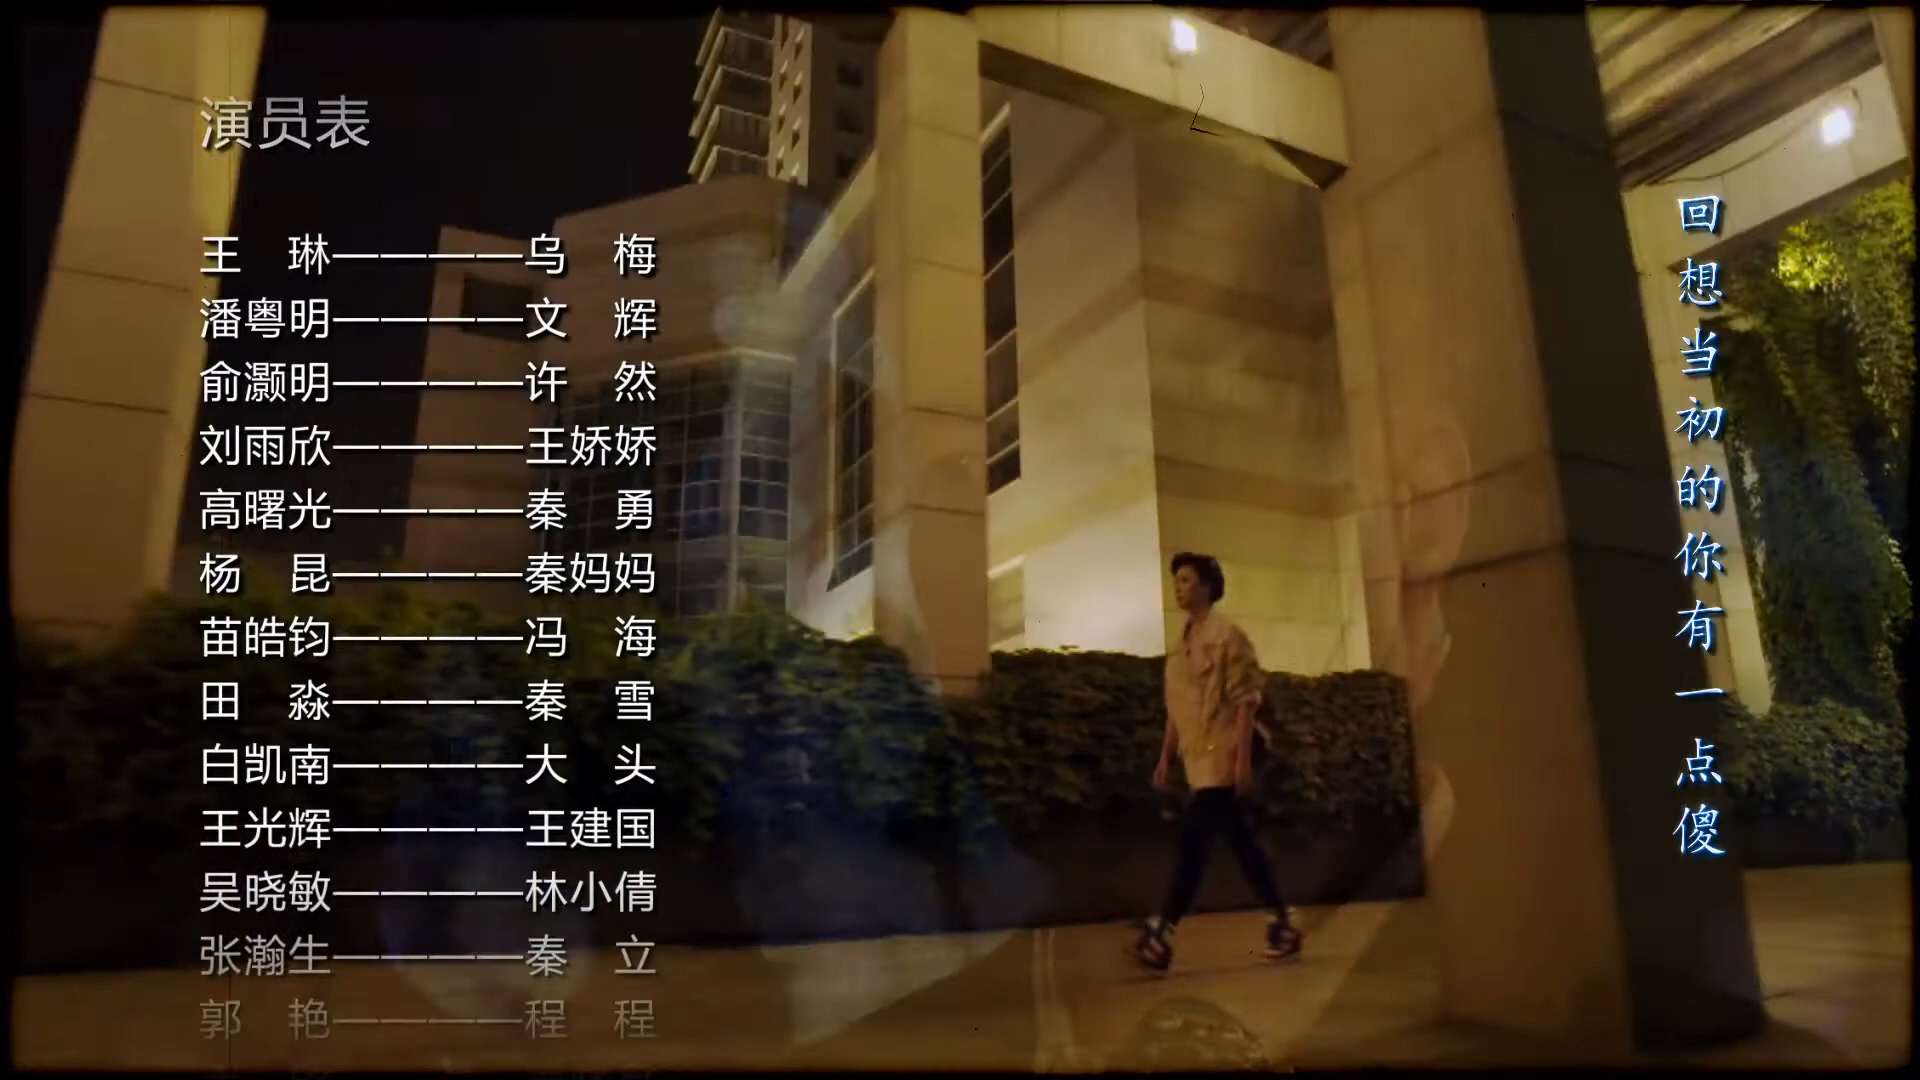 演员表
王　琳————乌　梅
潘粤明————文　辉
俞灏明————许　然
刘雨欣————王娇娇
高曙光————秦　勇
杨　昆————秦妈妈
苗皓钧————冯　海
田　淼————秦　雪
白凯南————大　头
王光辉————王建国
吴晓敏————林小倩
张瀚生————秦　立
郭　艳————程　程
回想当初的你有一点傻